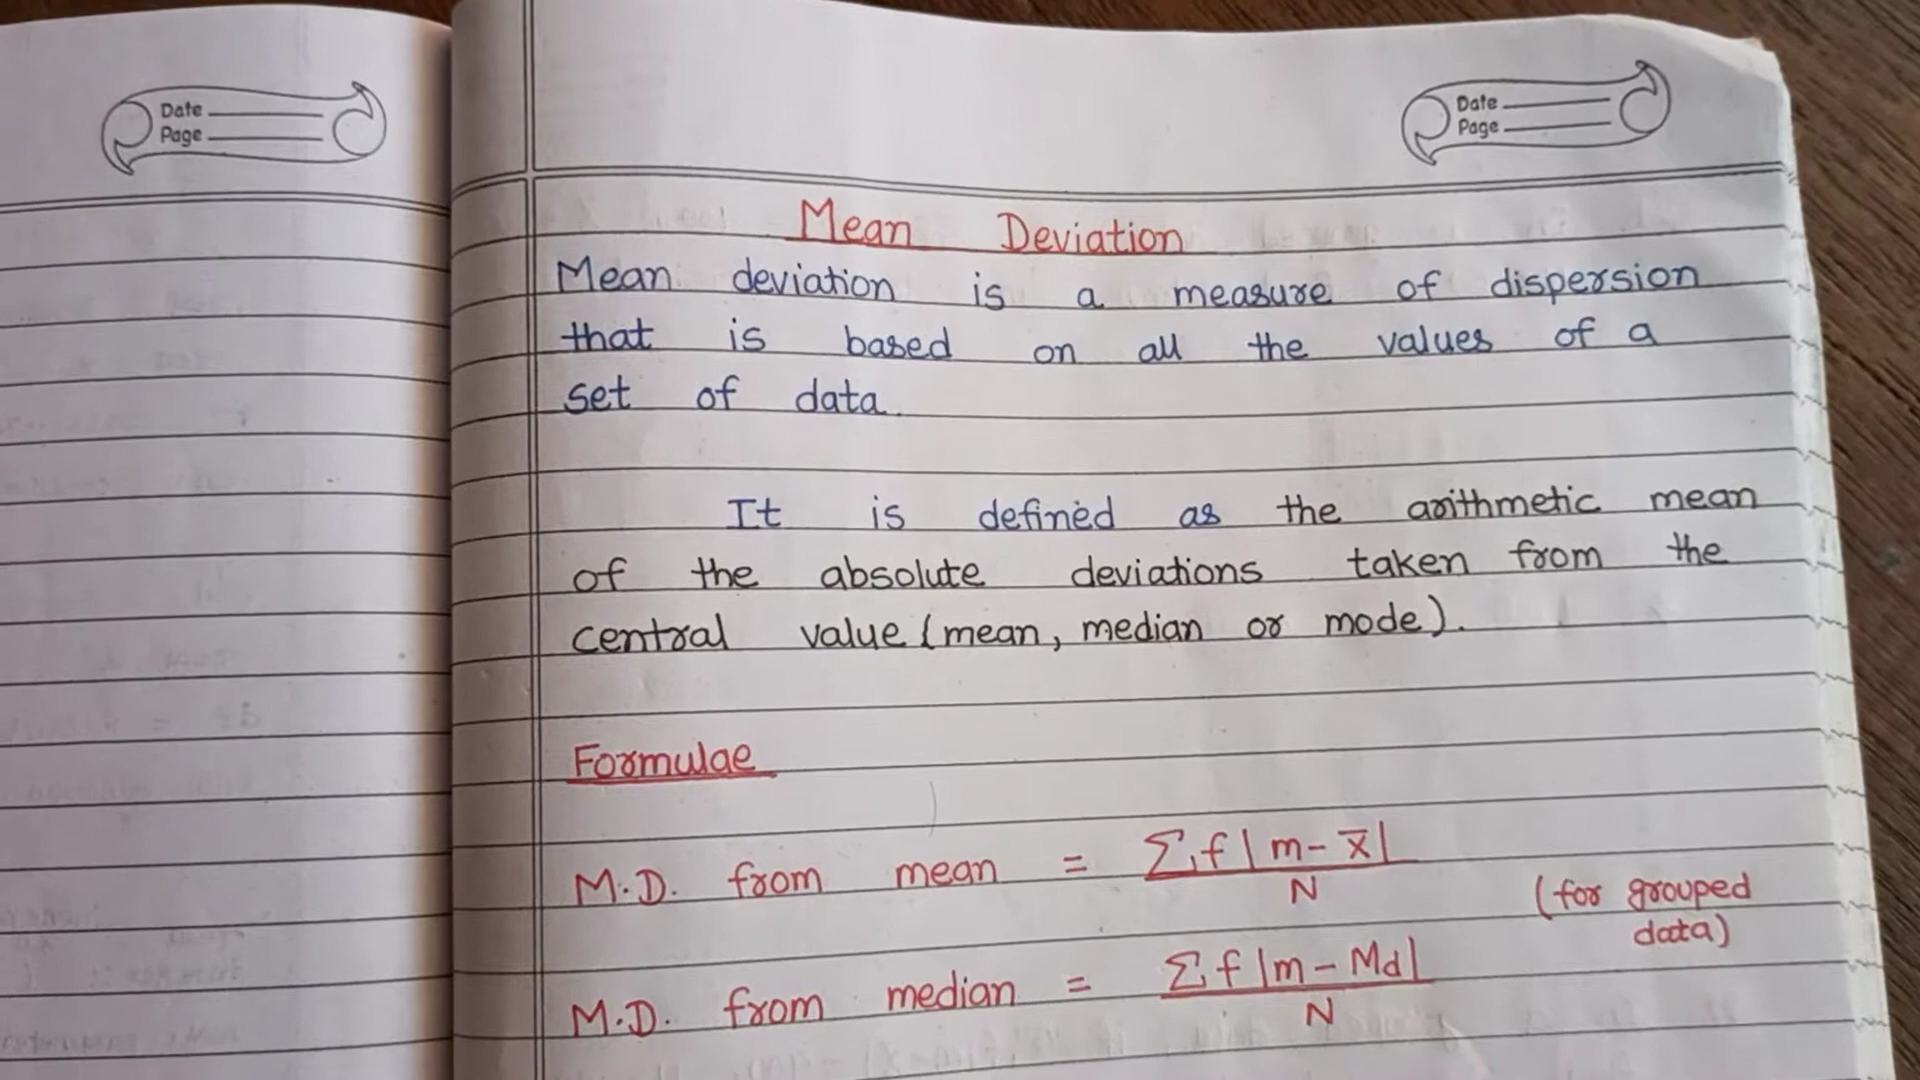 Date
Page
Date
Page
Mean Deviation
Mean deviation is a measure of dispersion
that is based on all the values of a
set of data.
It is defined as the arithmetic mean
of the absolute deviations taken from the
central value (mean, median or mode).
Formulae
M.D. from mean = Σf|m-x̅|/N
(for grouped
data)
M.D. from median = Σf|m-Md|/N